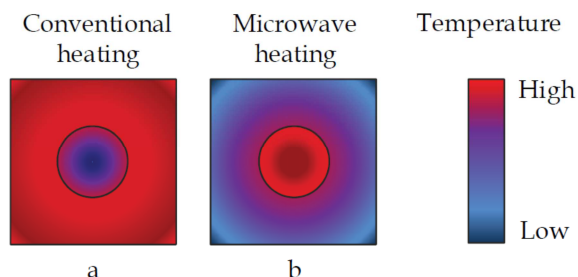 Conventional
heating
Microwave
heating
Temperature
High
Low
a
b